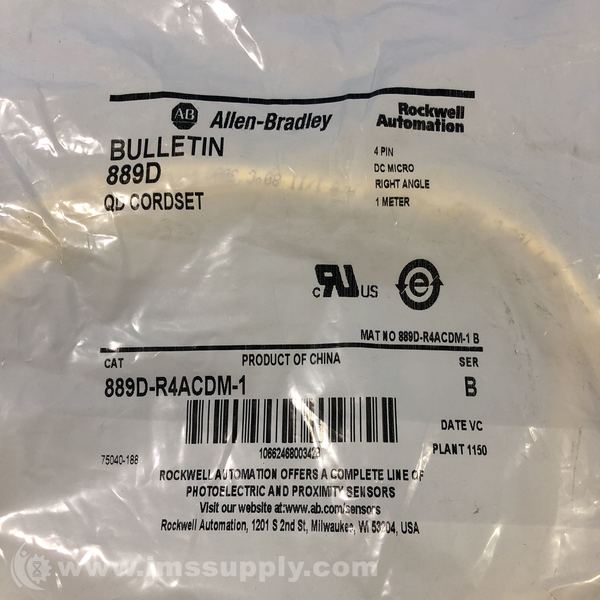 AB Allen-Bradley
Rockwell Automation
BULLETIN
889D
QD CORDSET
4 PIN
DC MICRO
RIGHT ANGLE
1 METER
c RU US
e
MAT NO 889D-R4ACDM-1 B
CAT
PRODUCT OF CHINA
SER
889D-R4ACDM-1
B
DATE VC
PLANT 1150
75040-188
ROCKWELL AUTOMATION OFFERS A COMPLETE LINE OF
PHOTOELECTRIC AND PROXIMITY SENSORS
Visit our website at:www.ab.com/sensors
Rockwell Automation, 1201 S 2nd St, Milwaukee, WI 53204, USA
www.imssupply.com